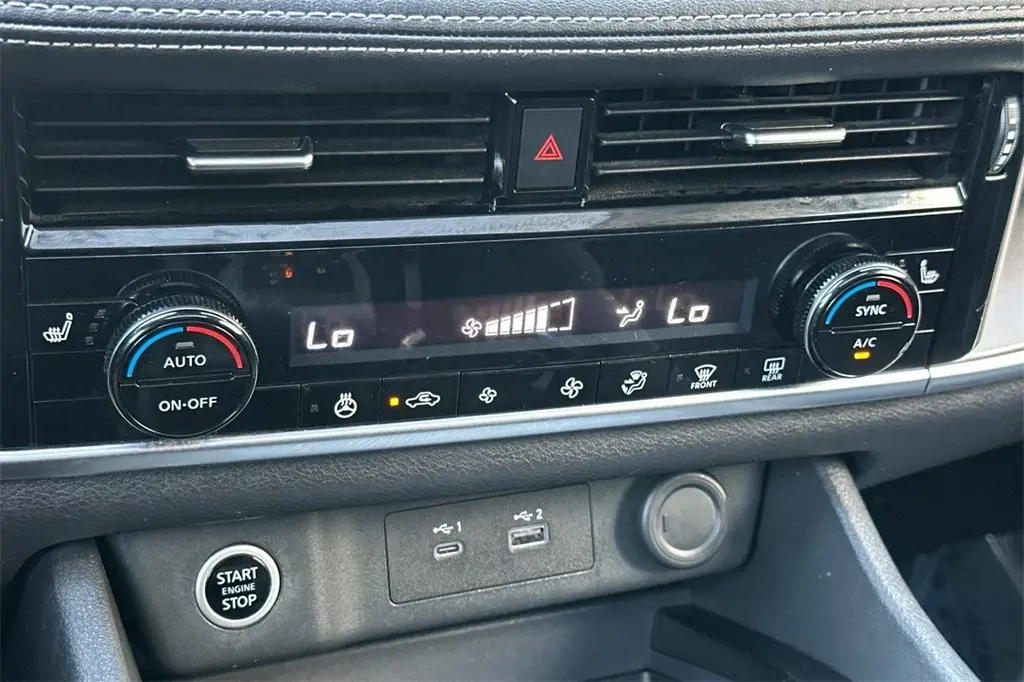 Lo
Lo
AUTO
ON·OFF
SYNC
A/C
FRONT
REAR
1
2
START
ENGINE
STOP